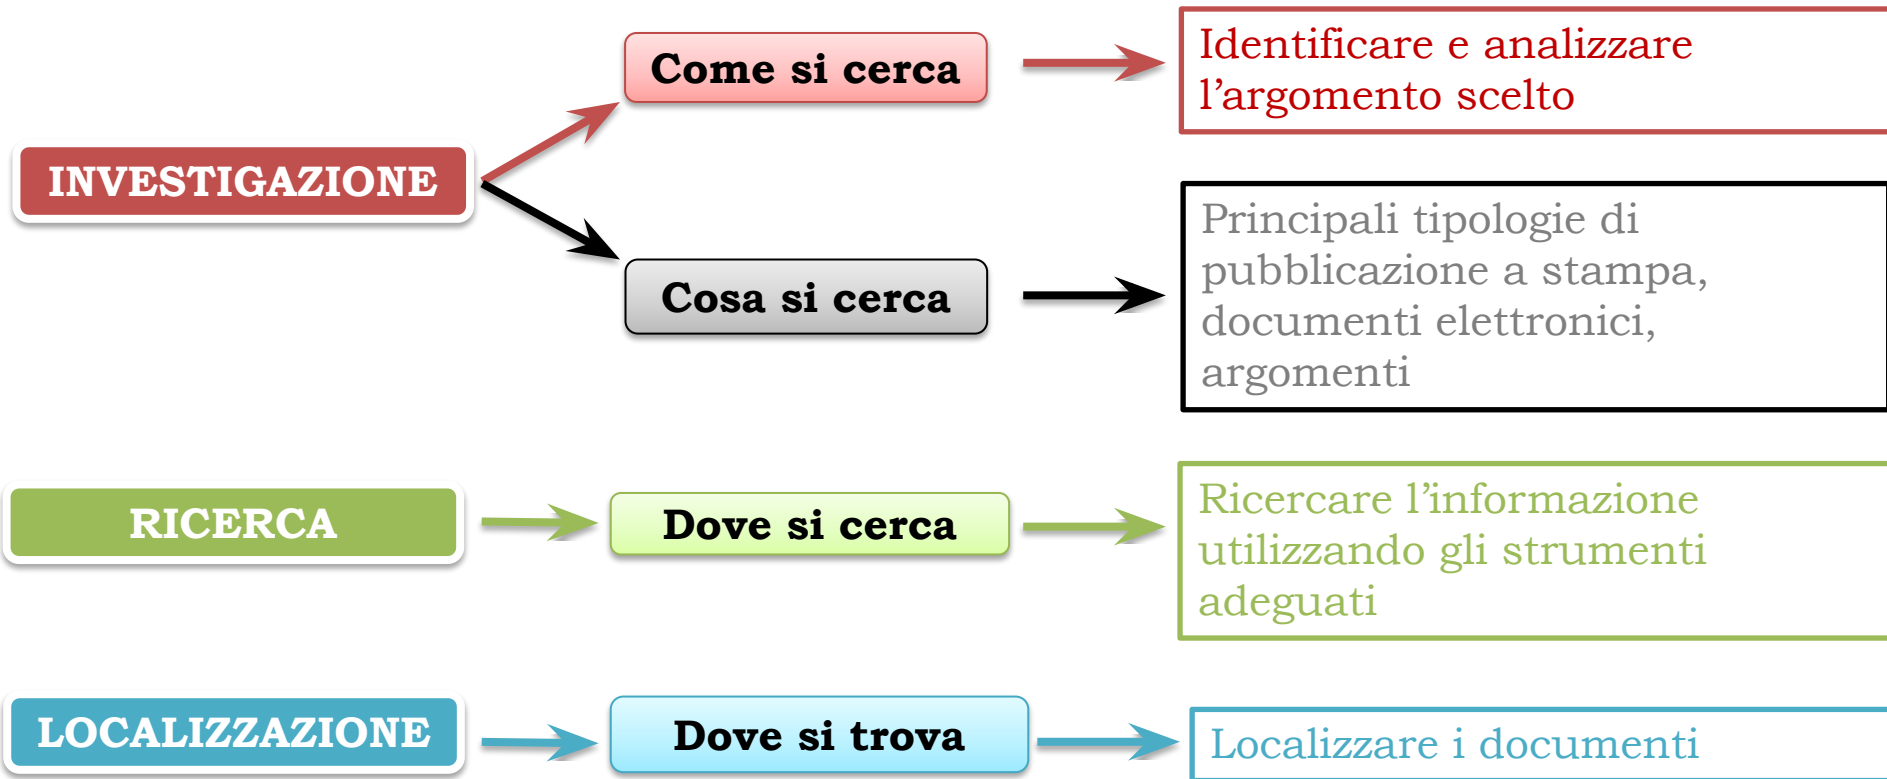 INVESTIGAZIONE
Come si cerca
Identificare e analizzare
l’argomento scelto
Cosa si cerca
Principali tipologie di
pubblicazione a stampa,
documenti elettronici,
argomenti
RICERCA
Dove si cerca
Ricercare l’informazione
utilizzando gli strumenti
adeguati
LOCALIZZAZIONE
Dove si trova
Localizzare i documenti